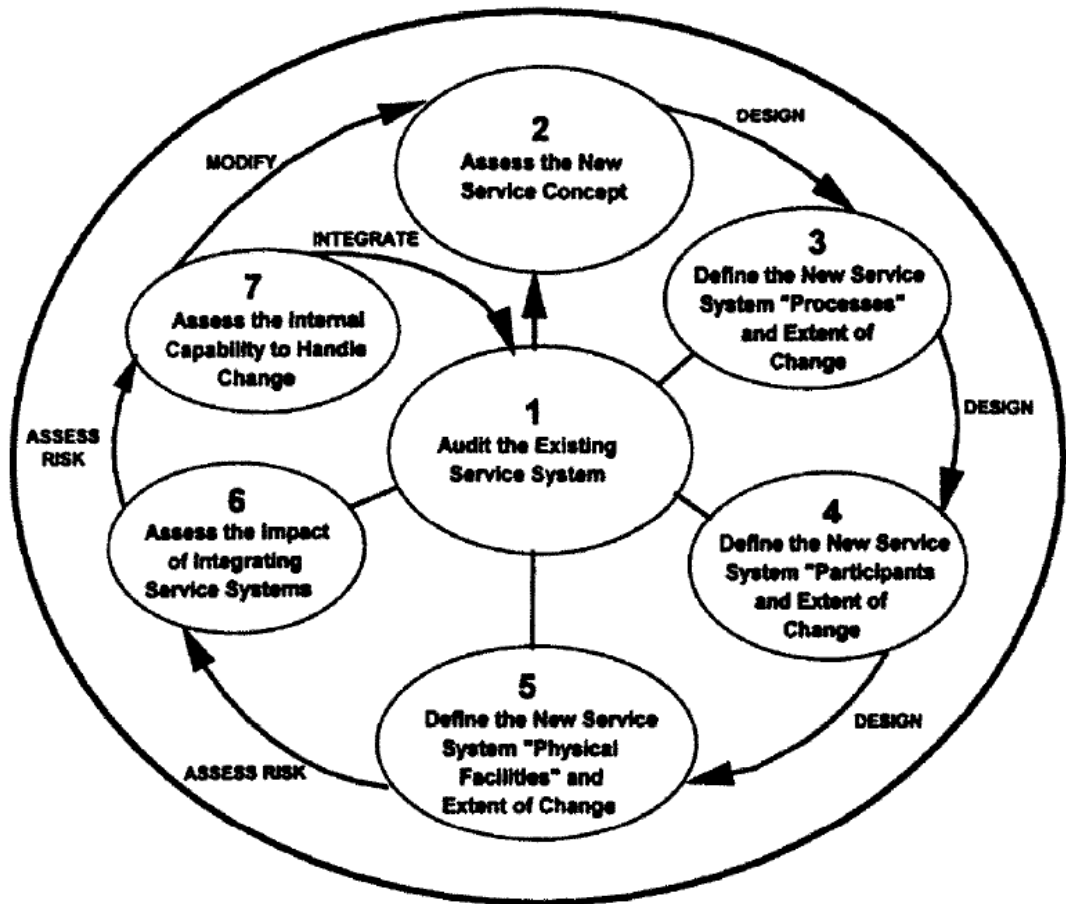 2
Assess the New
Service Concept
DESIGN
MODIFY
INTEGRATE
3
Define the New Service
System "Processes"
and Extent of
Change
7
Assess the Internal
Capability to Handle
Change
1
Audit the Existing
Service System
DESIGN
ASSESS
RISK
6
Assess the Impact
of Integrating
Service Systems
4
Define the New Service
System "Participants
and Extent of
Change
5
Define the New Service
System "Physical
Facilities" and
Extent of Change
DESIGN
ASSESS RISK